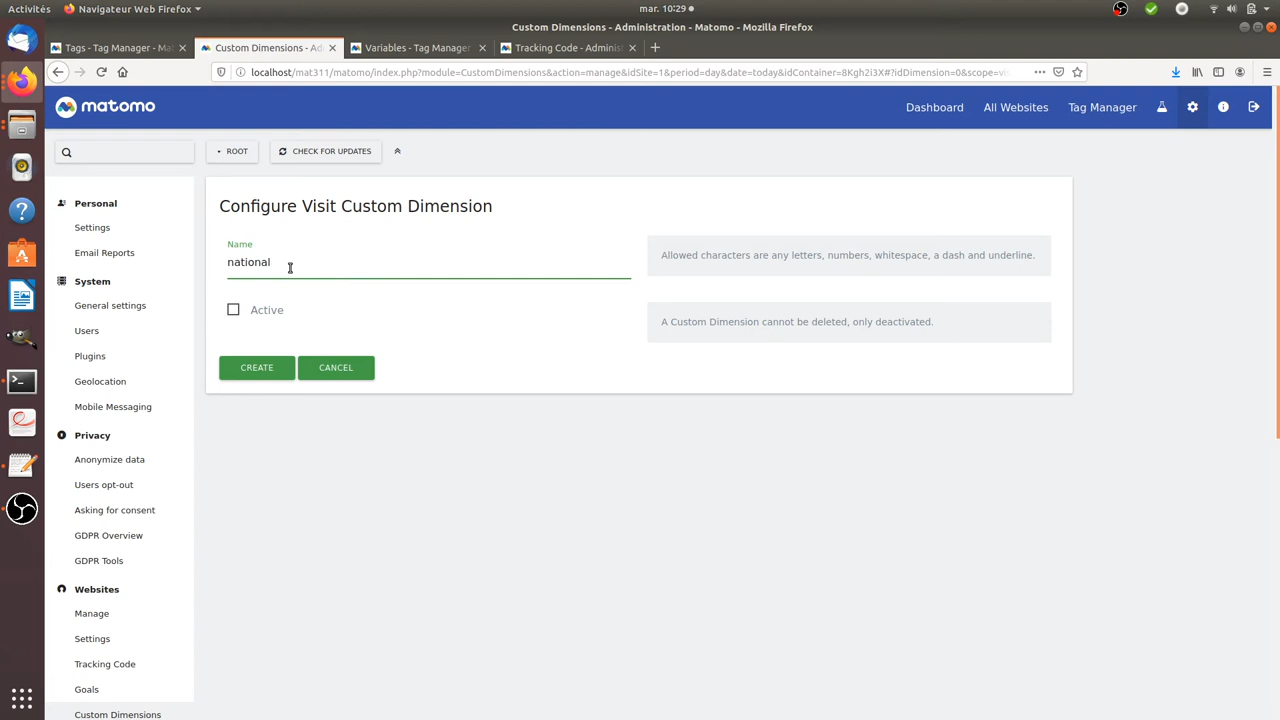 Activités
Navigateur Web Firefox
mar. 10:29
Custom Dimensions - Administration - Matomo - Mozilla Firefox
Tags - Tag Manager - Ma
Custom Dimensions - Ad
Variables - Tag Manager
Tracking Code - Adminis
localhost/mat311/matomo/index.php?module=CustomDimensions&action=manage&idSite=1&period=day&date=today&idContainer=8Kgh2i3X#?idDimension=0&scope=vis
matomo
Dashboard
All Websites
Tag Manager
ROOT
CHECK FOR UPDATES
Personal
Settings
Email Reports
System
General settings
Users
Plugins
Geolocation
Mobile Messaging
Privacy
Anonymize data
Users opt-out
Asking for consent
GDPR Overview
GDPR Tools
Websites
Manage
Settings
Tracking Code
Goals
Custom Dimensions
Configure Visit Custom Dimension
Name
national
Allowed characters are any letters, numbers, whitespace, a dash and underline.
Active
A Custom Dimension cannot be deleted, only deactivated.
CREATE
CANCEL